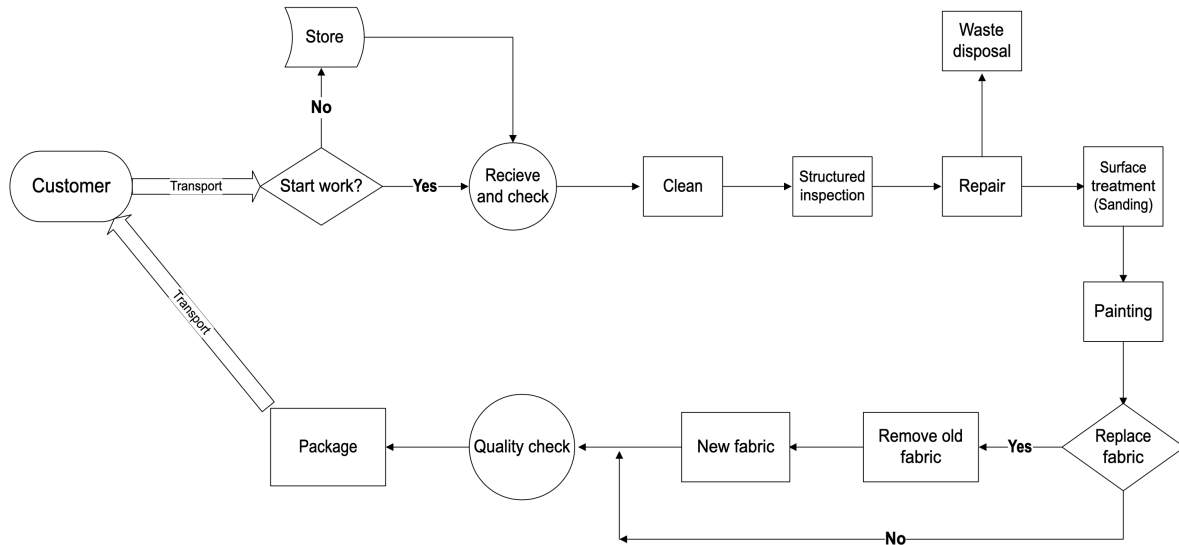 Customer
Transport
Start work?
No
Store
Yes
Recieve
and check
Clean
Structured
inspection
Repair
Waste
disposal
Surface
treatment
(Sanding)
Painting
Replace
fabric
Yes
Remove old
fabric
New fabric
No
Quality check
Package
Transport